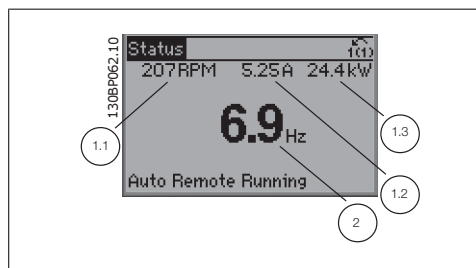 130BP062.10
Status
1(1)
207RPM 5.25A 24.4kW
6.9Hz
Auto Remote Running
1.1
1.3
1.2
2